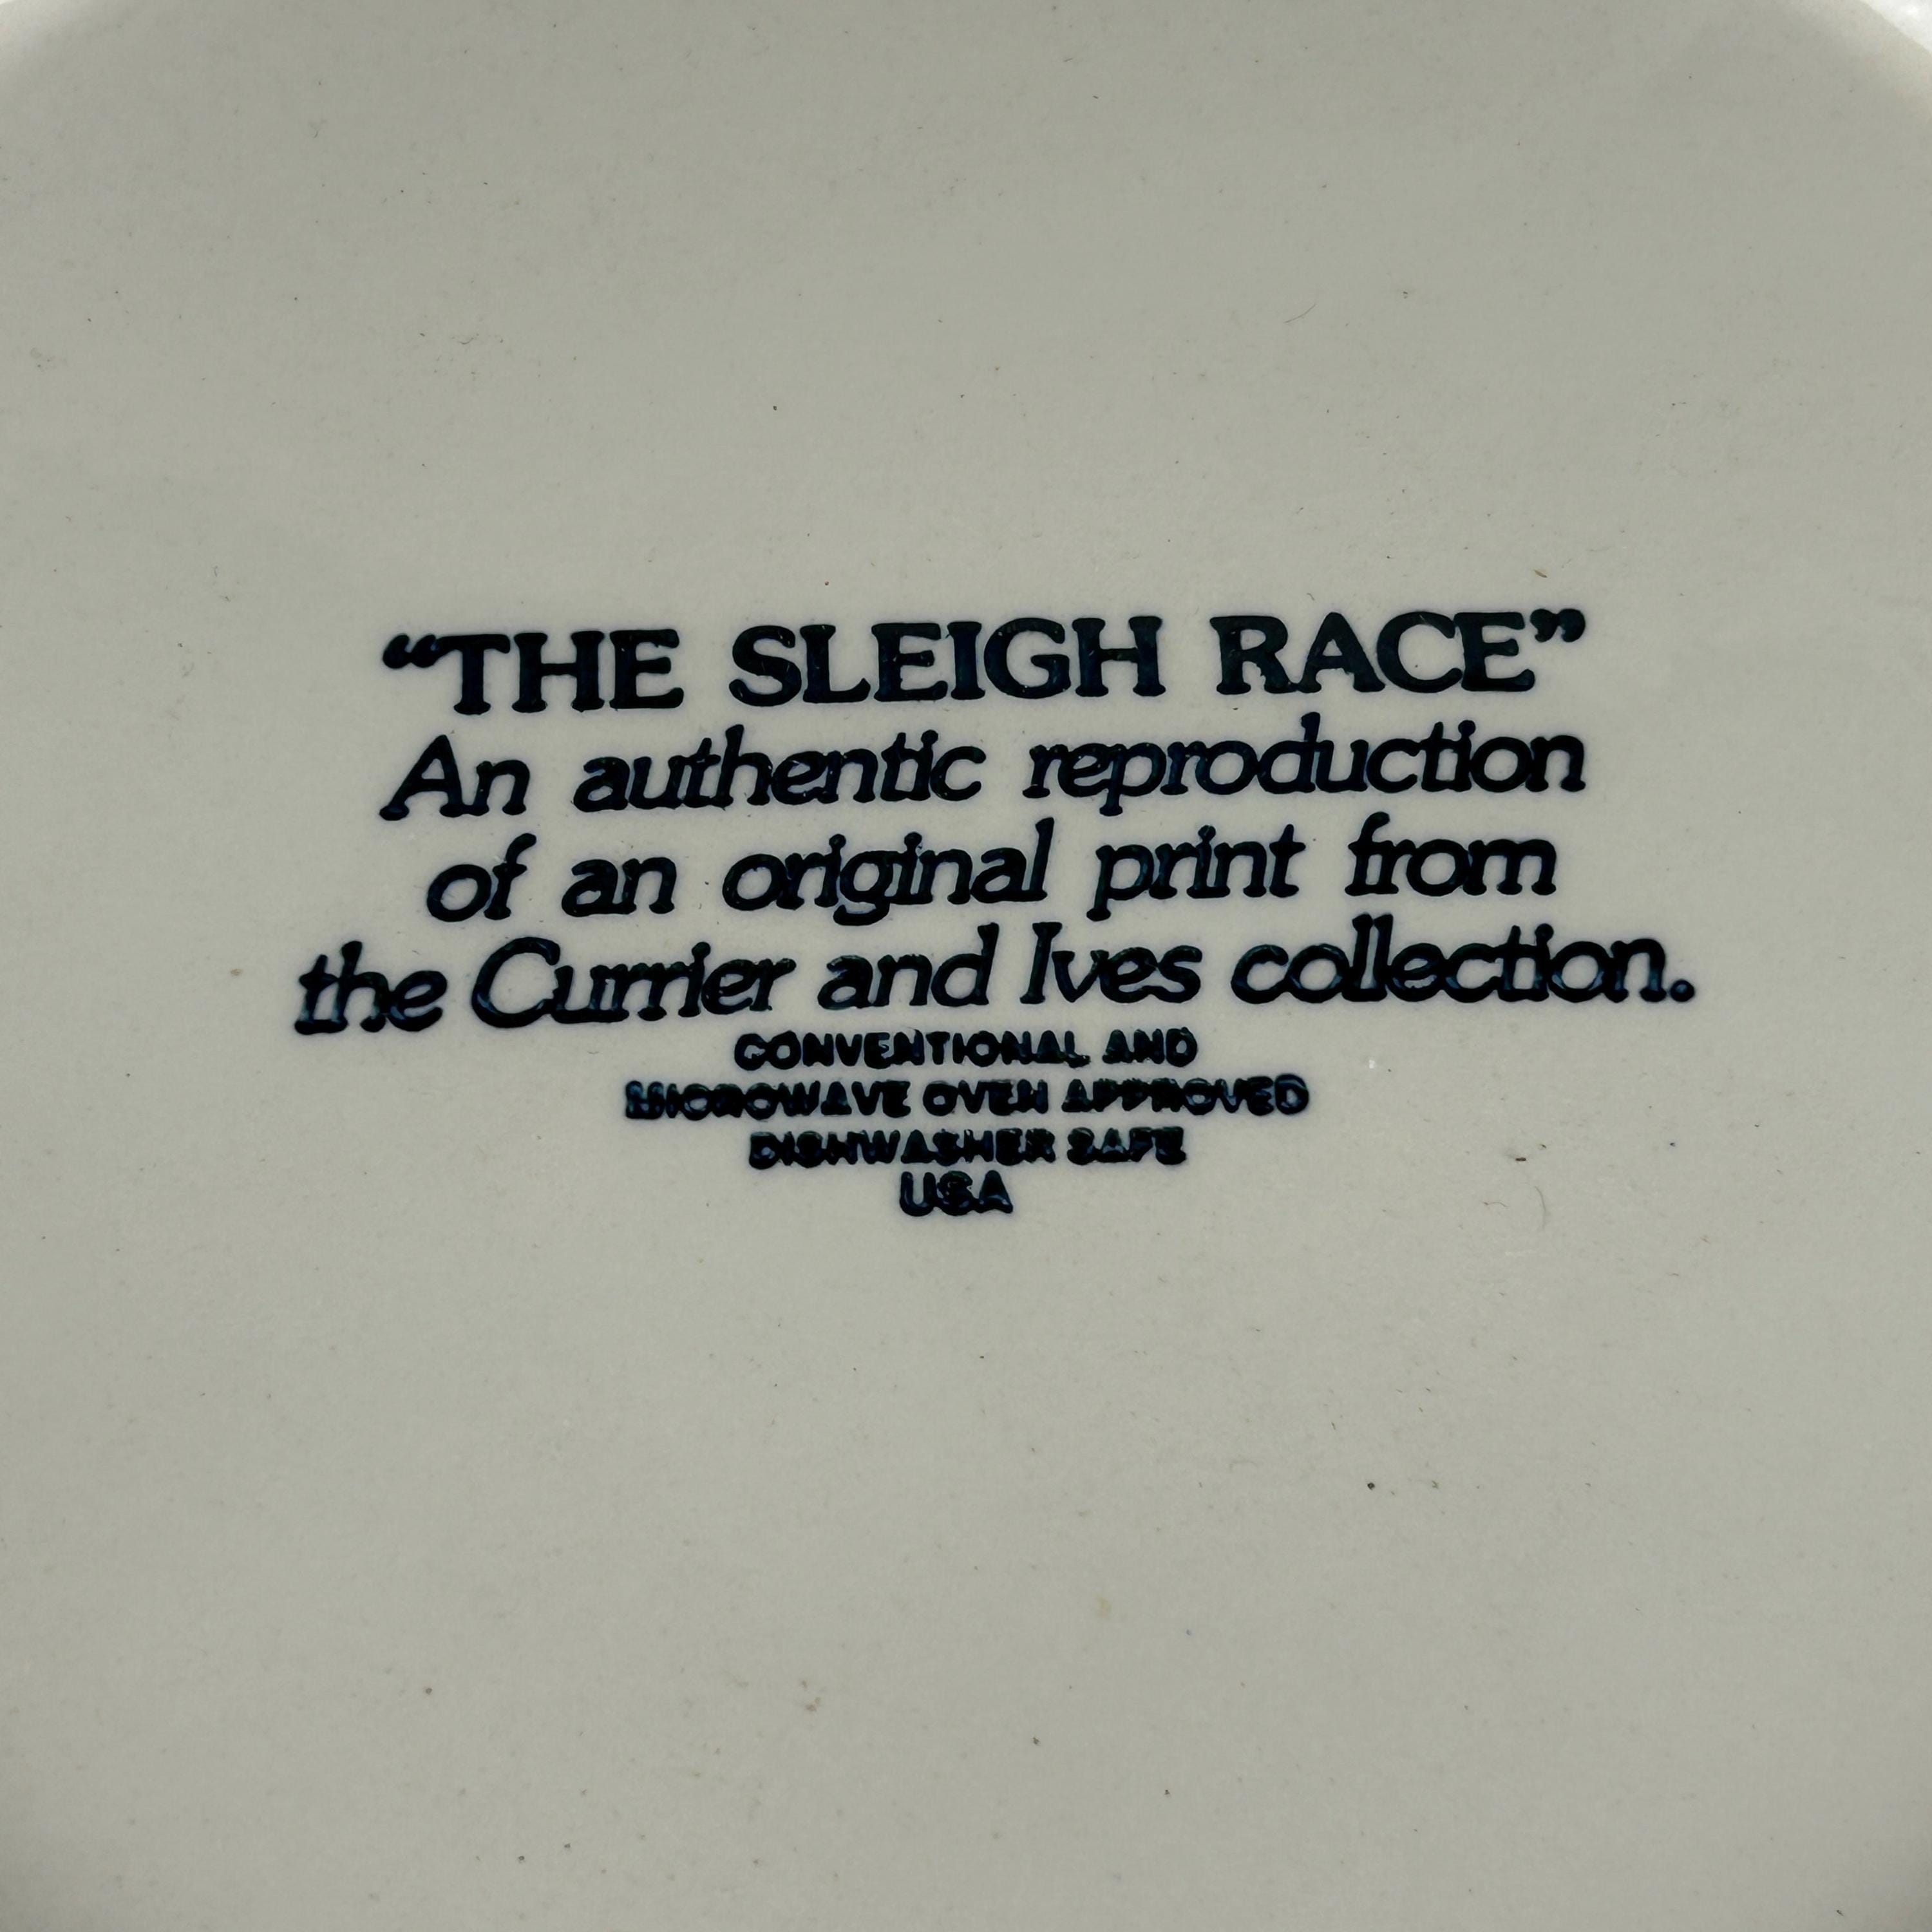 “THE SLEIGH RACE”
An authentic reproduction
of an original print from
the Currier and Ives collection.
CONVENTIONAL AND
MICROWAVE OVEN APPROVED
DISHWASHER SAFE
USA